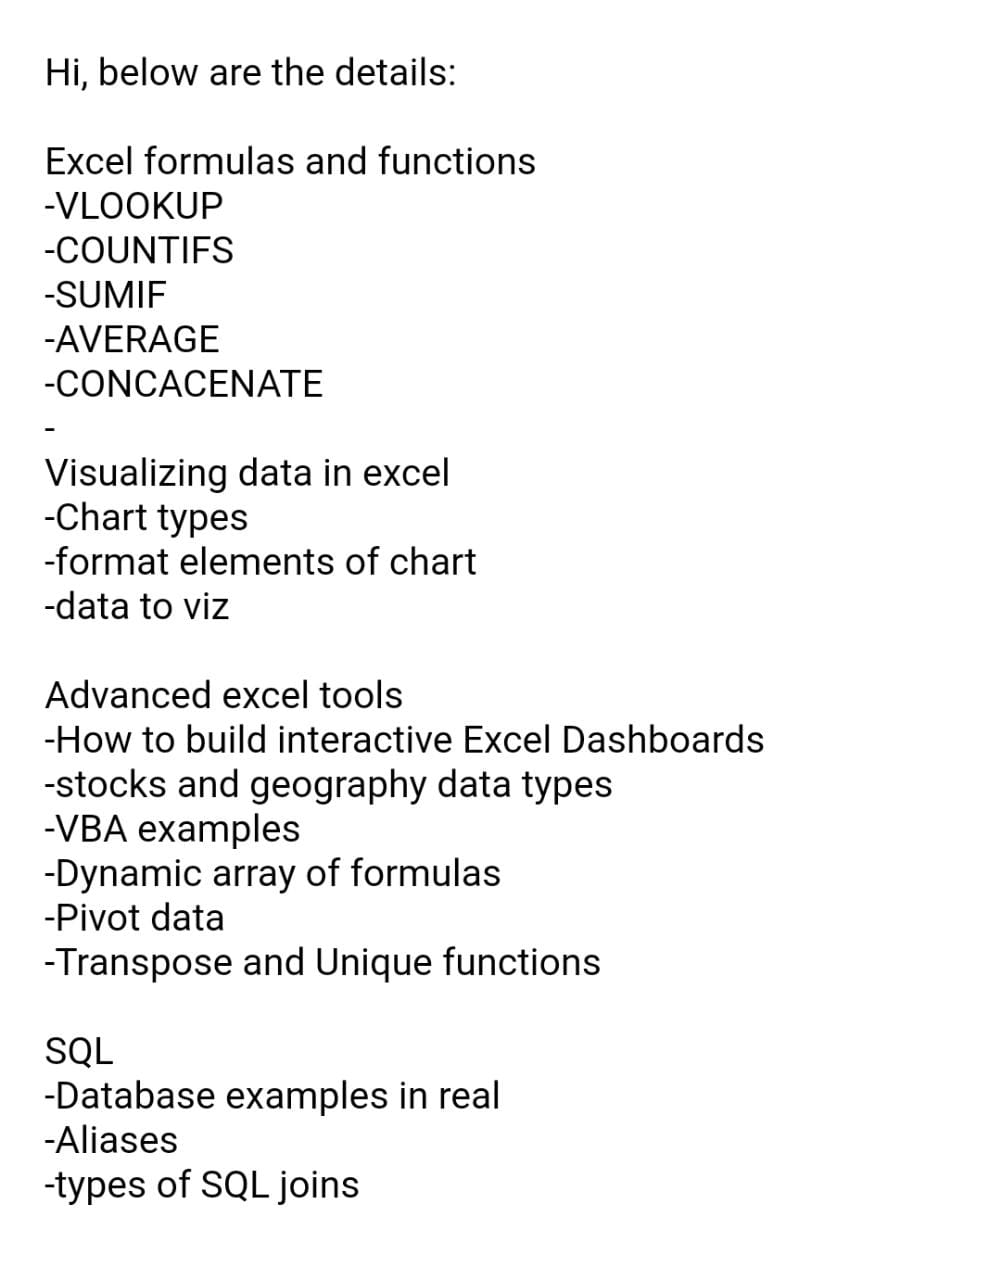 Hi, below are the details:
Excel formulas and functions
-VLOOKUP
-COUNTIFS
-SUMIF
-AVERAGE
-CONCACENATE
-
Visualizing data in excel
-Chart types
-format elements of chart
-data to viz
Advanced excel tools
-How to build interactive Excel Dashboards
-stocks and geography data types
-VBA examples
-Dynamic array of formulas
-Pivot data
-Transpose and Unique functions
SQL
-Database examples in real
-Aliases
-types of SQL joins